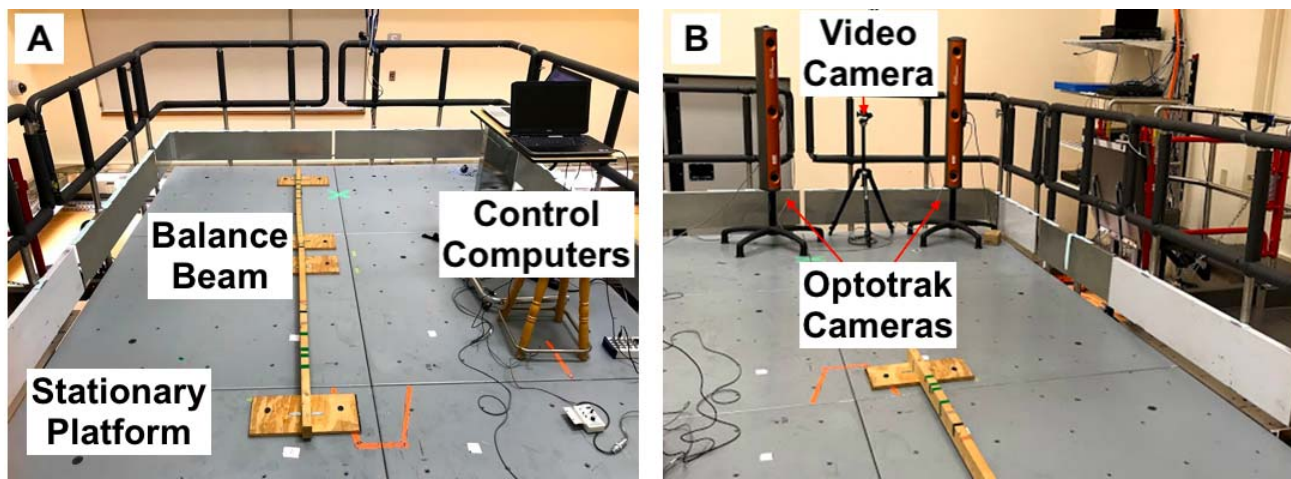 A
Balance
Beam
Control
Computers
Stationary
Platform
B
Video
Camera
Optotrak
Cameras